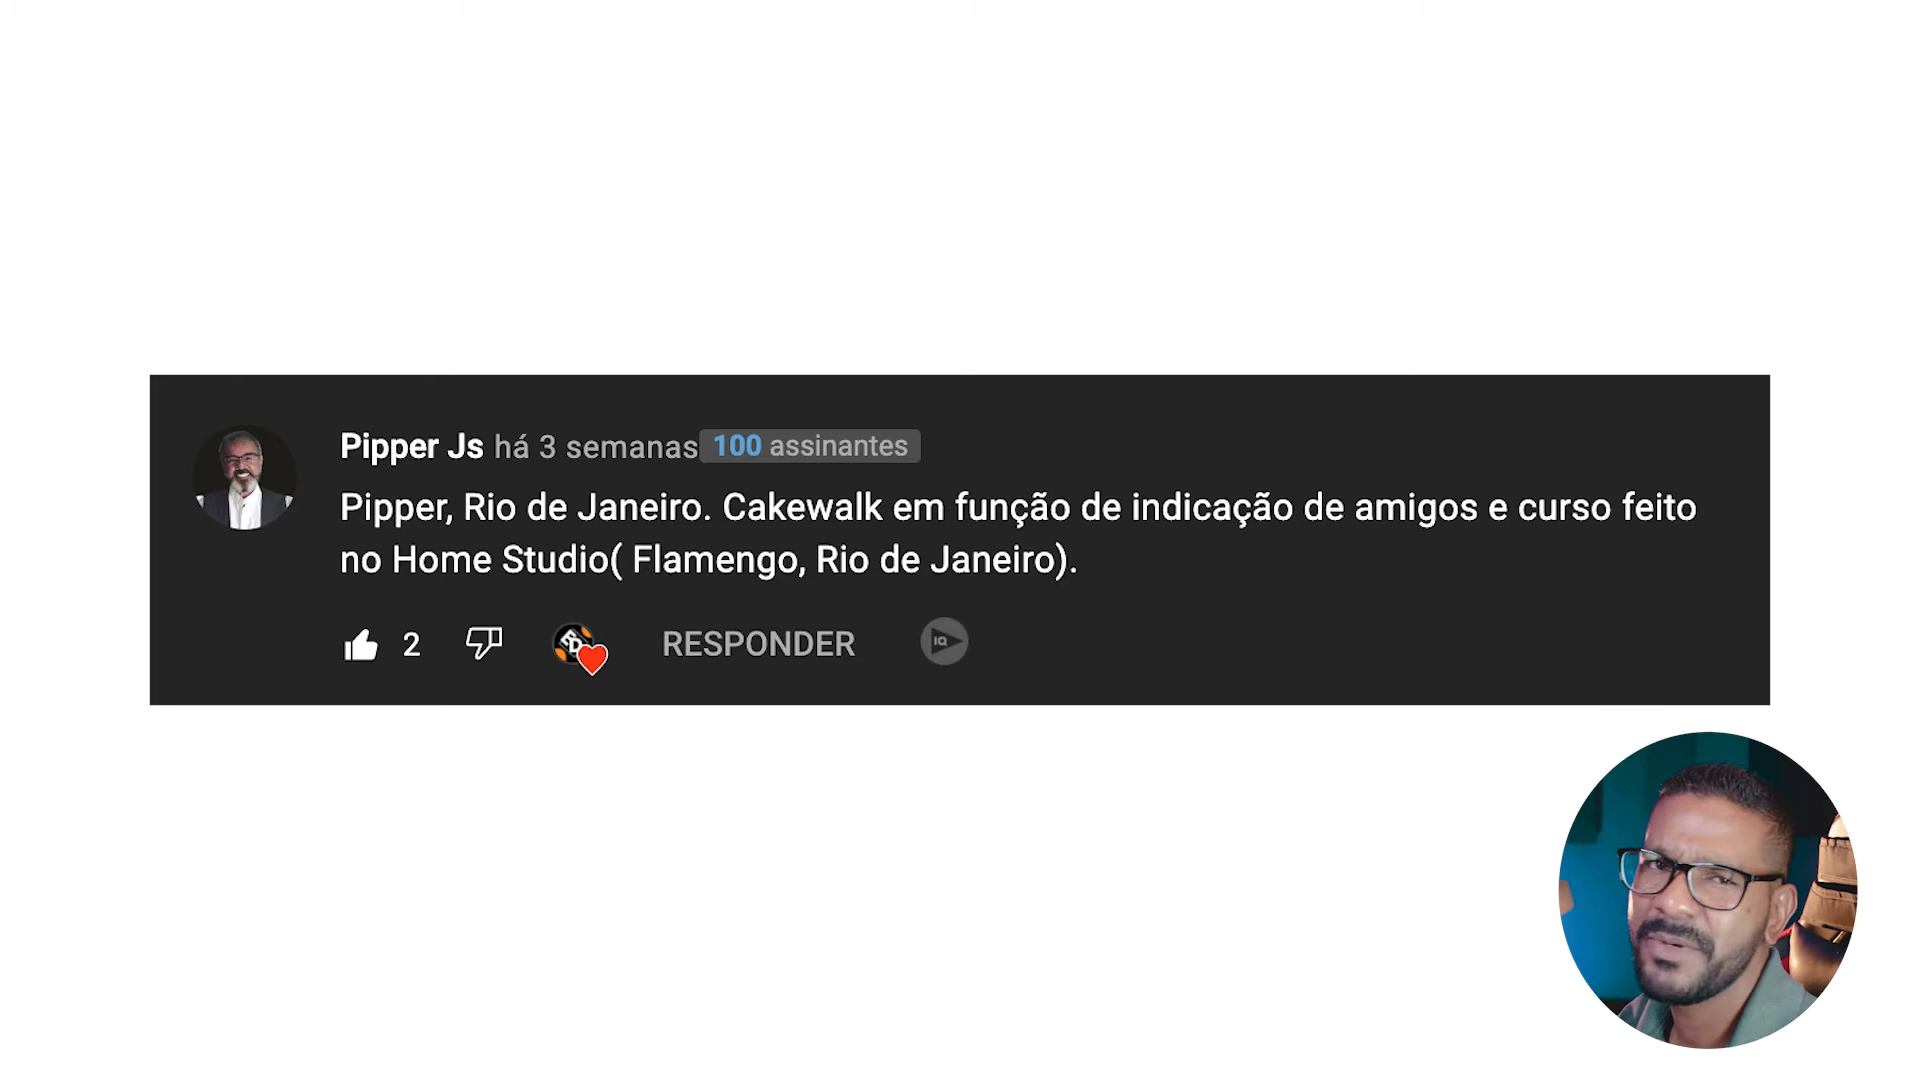 Pipper Js há 3 semanas 100 assinantes
Pipper, Rio de Janeiro. Cakewalk em função de indicação de amigos e curso feito
no Home Studio( Flamengo, Rio de Janeiro).
2 RESPONDER IQ